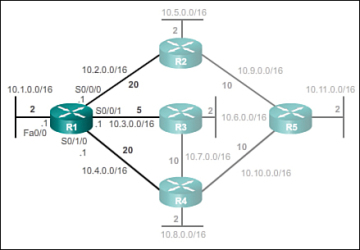 10.5.0.0/16
2
R2
10.2.0.0/16
20
10
10.9.0.0/16
10.1.0.0/16
S0/0/0
.1
10.11.0.0/16
2
.1
Fa0/0
R1
S0/0/1
.1
5
10.3.0.0/16
R3
2
10.6.0.0/16
R5
2
S0/1/0
.1
20
10.4.0.0/16
10
10.7.0.0/16
10
10.10.0.0/16
R4
2
10.8.0.0/16